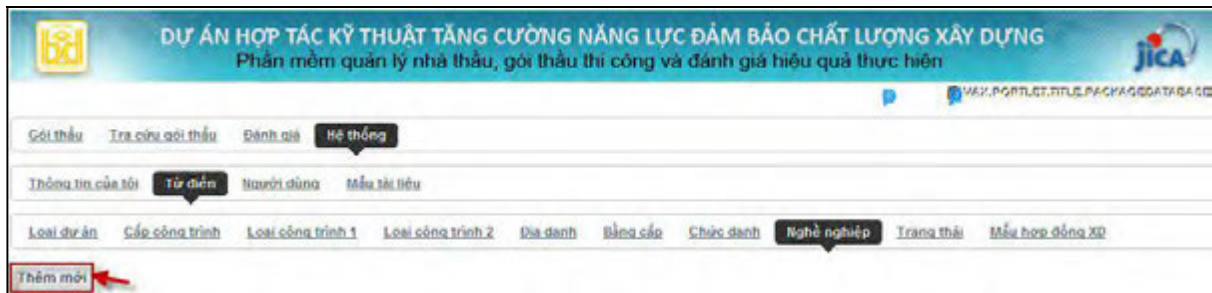 DỰ ÁN HỢP TÁC KỸ THUẬT TĂNG CƯỜNG NĂNG LỰC ĐẢM BẢO CHẤT LƯỢNG XÂY DỰNG
Phần mềm quản lý nhà thầu, gói thầu thi công và đánh giá hiệu quả thực hiện
jica
VAX.PORTLET.TITLE.PACKAGEDATABASE
Gói thầu Tra cứu gói thầu Đánh giá Hệ thống
Thông tin của tôi Từ điển Người dùng Mẫu tài liệu
Loại dự án Cấp công trình Loại công trình 1 Loại công trình 2 Địa danh Bằng cấp Chức danh Nghề nghiệp Trạng thái Mẫu hợp đồng XD
Thêm mới